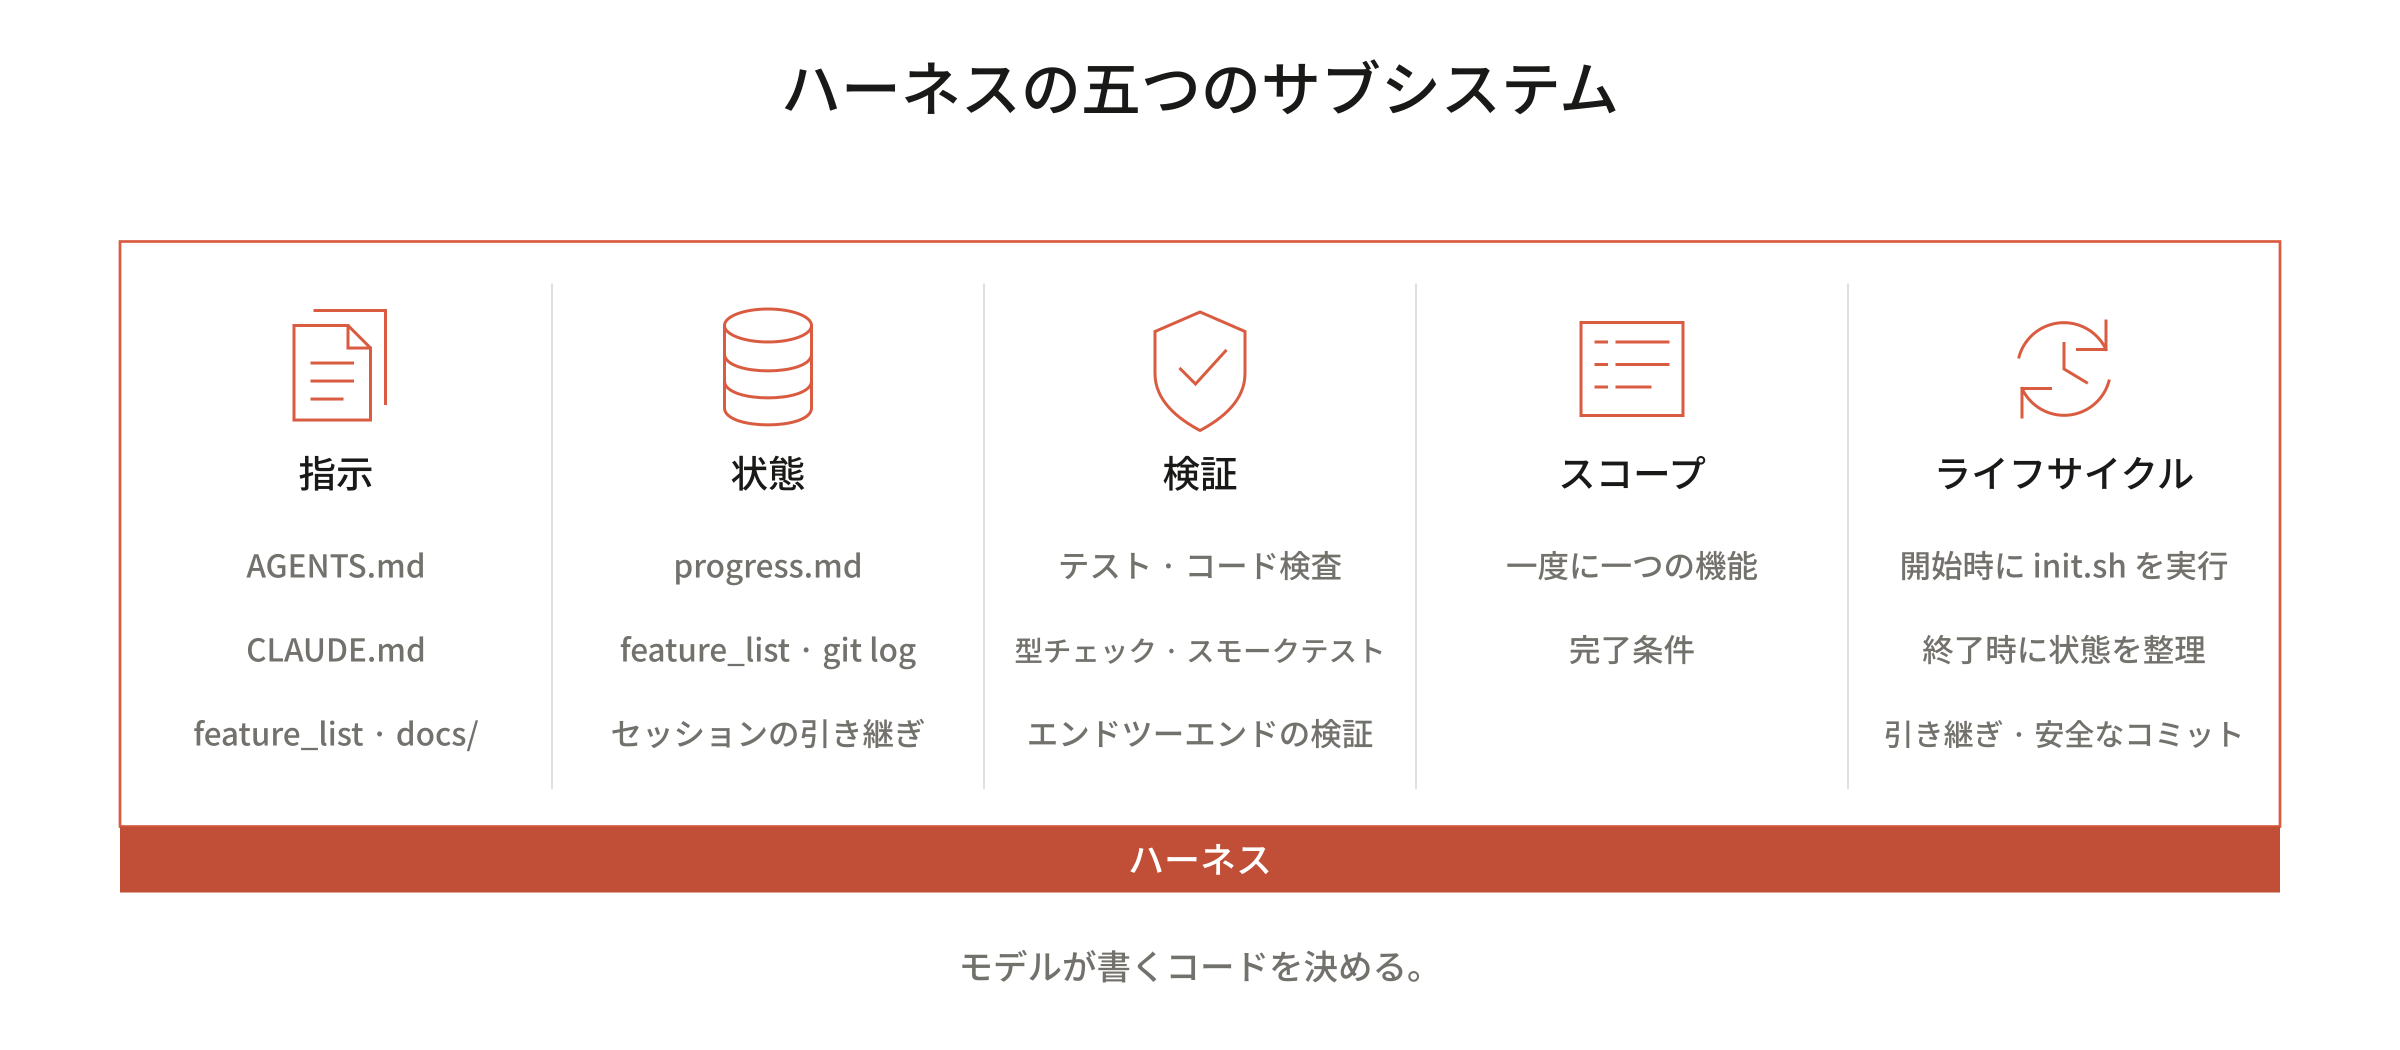 ハーネスの五つのサブシステム
指示
AGENTS.md
CLAUDE.md
feature_list · docs/
状態
progress.md
feature_list · git log
セッションの引き継ぎ
検証
テスト · コード検査
型チェック · スモークテスト
エンドツーエンドの検証
スコープ
一度に一つの機能
完了条件
ライフサイクル
開始時に init.sh を実行
終了時に状態を整理
引き継ぎ · 安全なコミット
ハーネス
モデルが書くコードを決める。